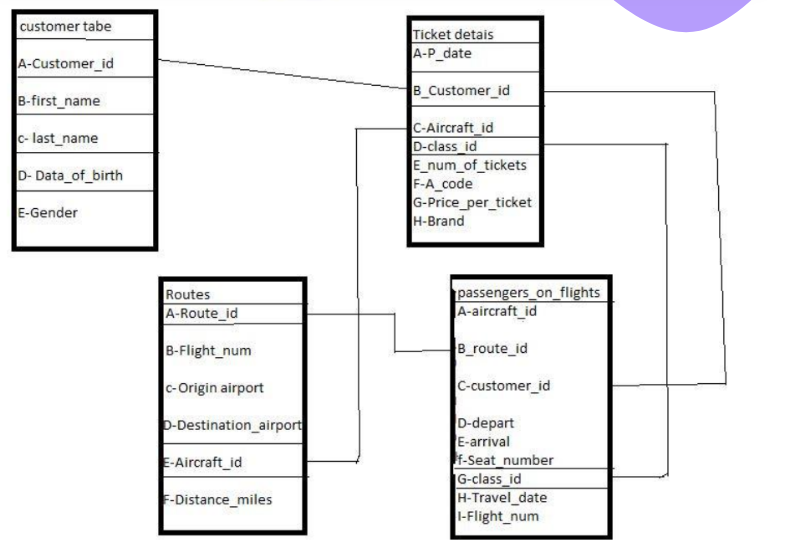 customer tabe
A-Customer_id
B-first_name
c- last_name
D- Data_of_birth
E-Gender
Ticket detais
A-P_date
B_Customer_id
C-Aircraft_id
D-class_id
E_num_of_tickets
F-A_code
G-Price_per_ticket
H-Brand
Routes
A-Route_id
B-Flight_num
c-Origin airport
D-Destination_airport
E-Aircraft_id
F-Distance_miles
passengers_on_flights
A-aircraft_id
B_route_id
C-customer_id
D-depart
E-arrival
f-Seat_number
G-class_id
H-Travel_date
I-Flight_num